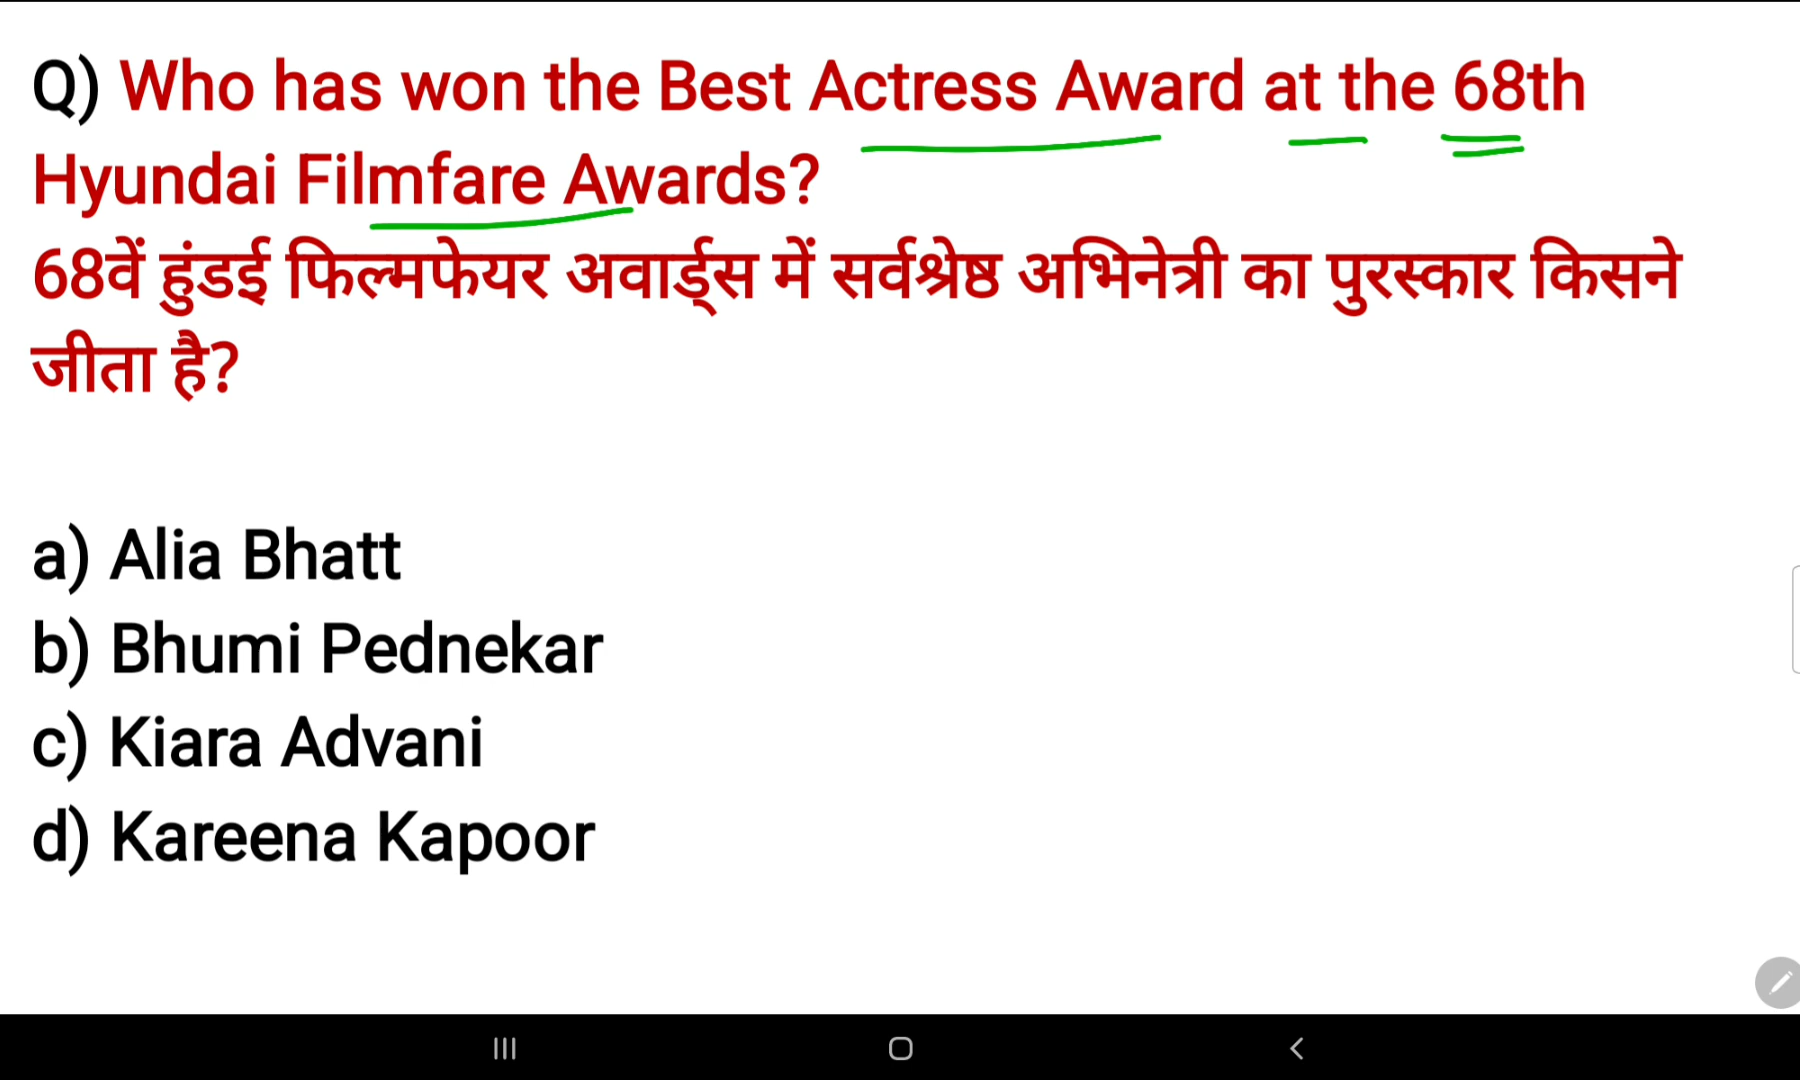 Q) Who has won the Best Actress Award at the 68th
Hyundai Filmfare Awards?
68वें हुंडई फिल्मफेयर अवार्ड्स में सर्वश्रेष्ठ अभिनेत्री का पुरस्कार किसने
जीता है?
a) Alia Bhatt
b) Bhumi Pednekar
c) Kiara Advani
d) Kareena Kapoor